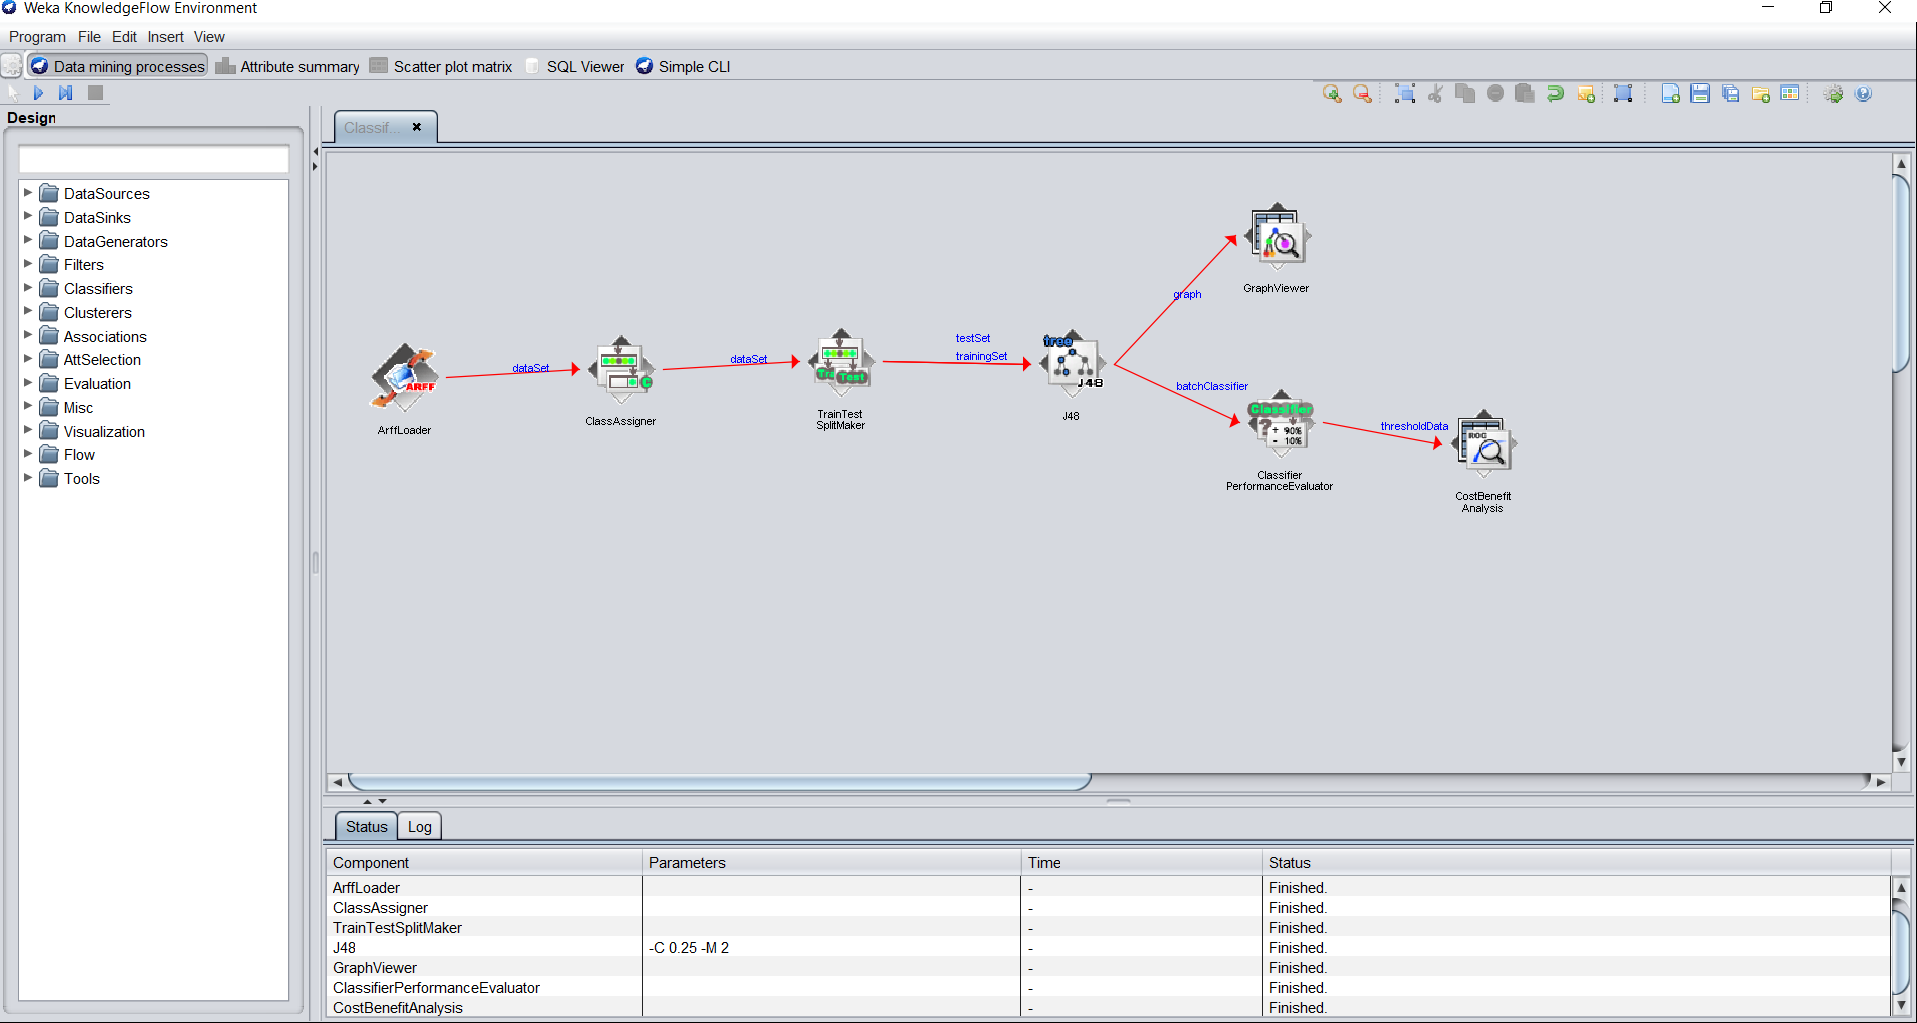 Weka KnowledgeFlow Environment
Program File Edit Insert View
Data mining processes Attribute summary Scatter plot matrix SQL Viewer Simple CLI
Design
Classif...
DataSources
DataSinks
DataGenerators
Filters
Classifiers
Clusterers
Associations
AttSelection
Evaluation
Misc
Visualization
Flow
Tools
ARFF
ArffLoader
dataSet
C
ClassAssigner
dataSet
Test
TrainTest
SplitMaker
testSet
trainingSet
tree
J48
J48
graph
GraphViewer
batchClassifier
Classifier
? + 90%
- 10%
Classifier
PerformanceEvaluator
thresholdData
ROC
CostBenefit
Analysis
Status Log
Component Parameters Time Status
ArffLoader - Finished.
ClassAssigner - Finished.
TrainTestSplitMaker - Finished.
J48 -C 0.25 -M 2 - Finished.
GraphViewer - Finished.
ClassifierPerformanceEvaluator - Finished.
CostBenefitAnalysis - Finished.